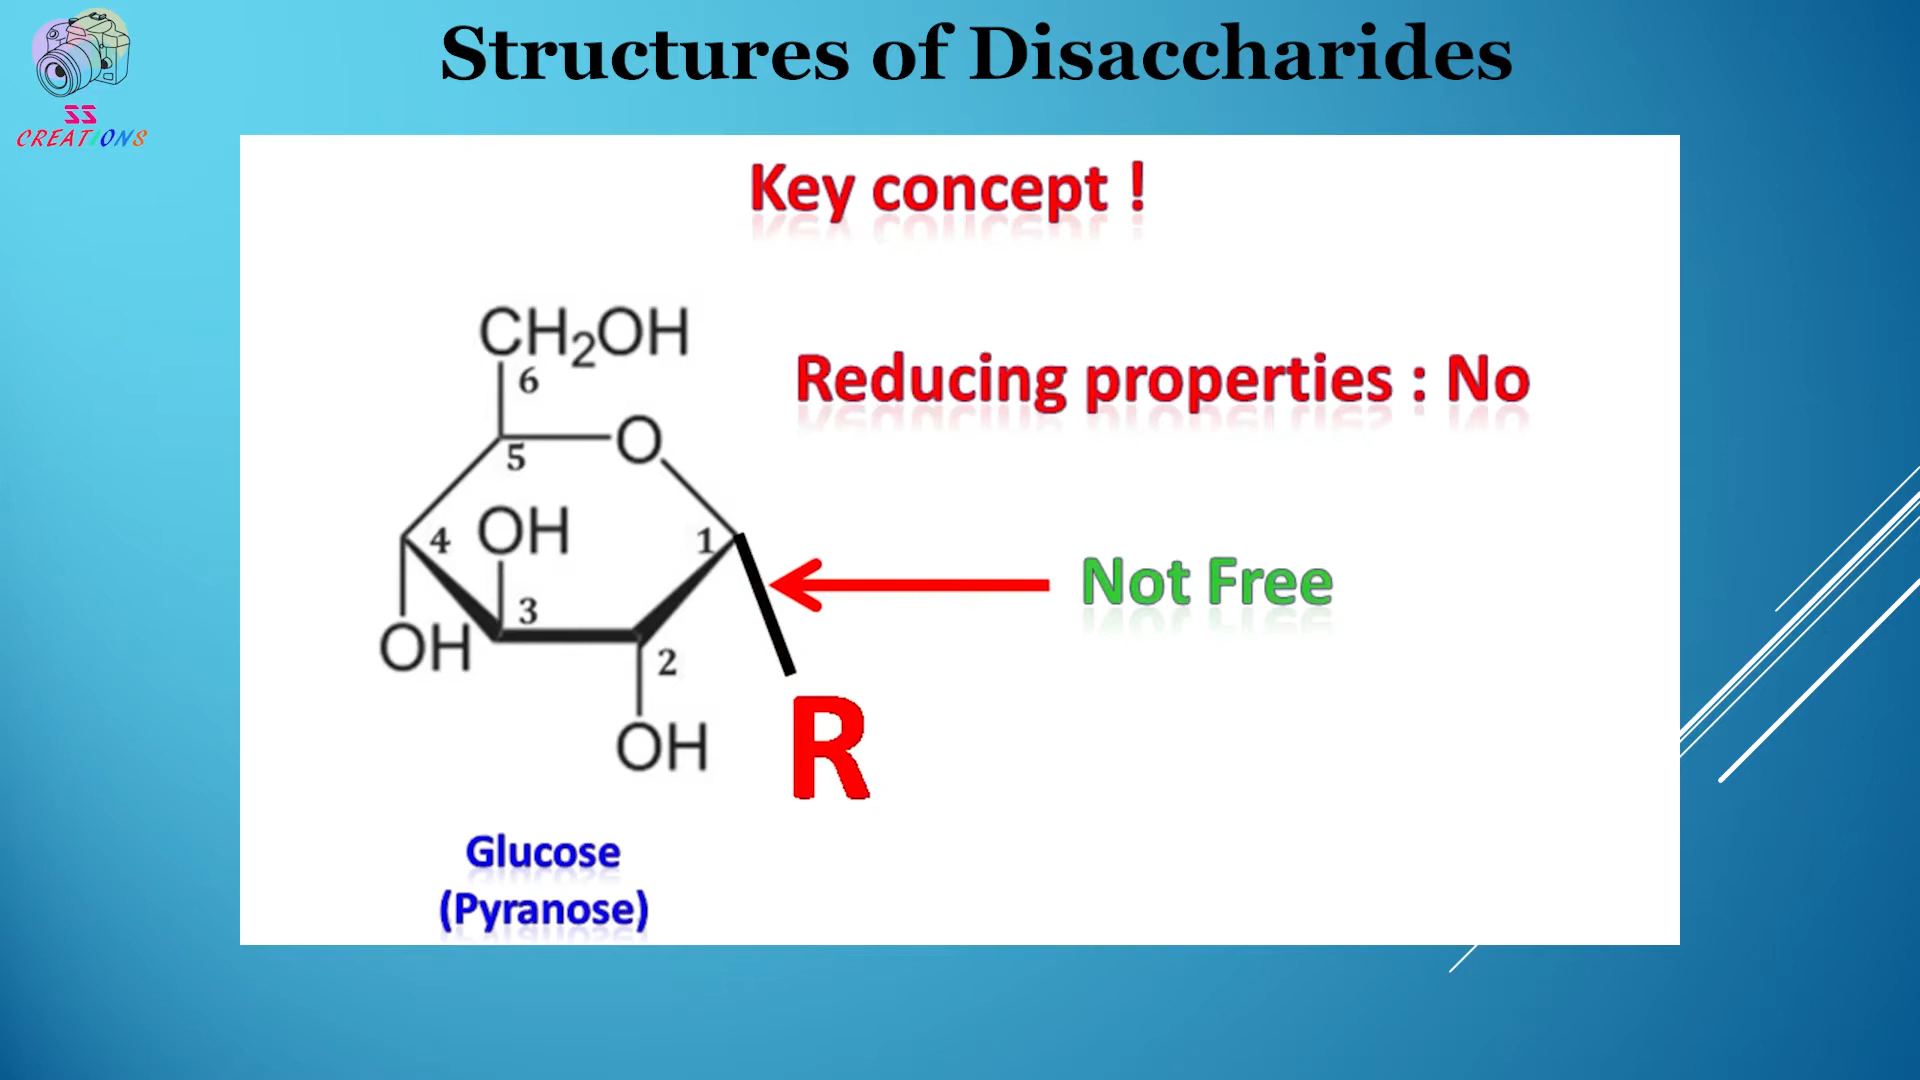 Structures of Disaccharides
SS
CREATIONS
Key concept !
CH₂OH
6
Reducing properties : No
O
5
OH
4
1
Not Free
3
OH
2
R
OH
Glucose
(Pyranose)